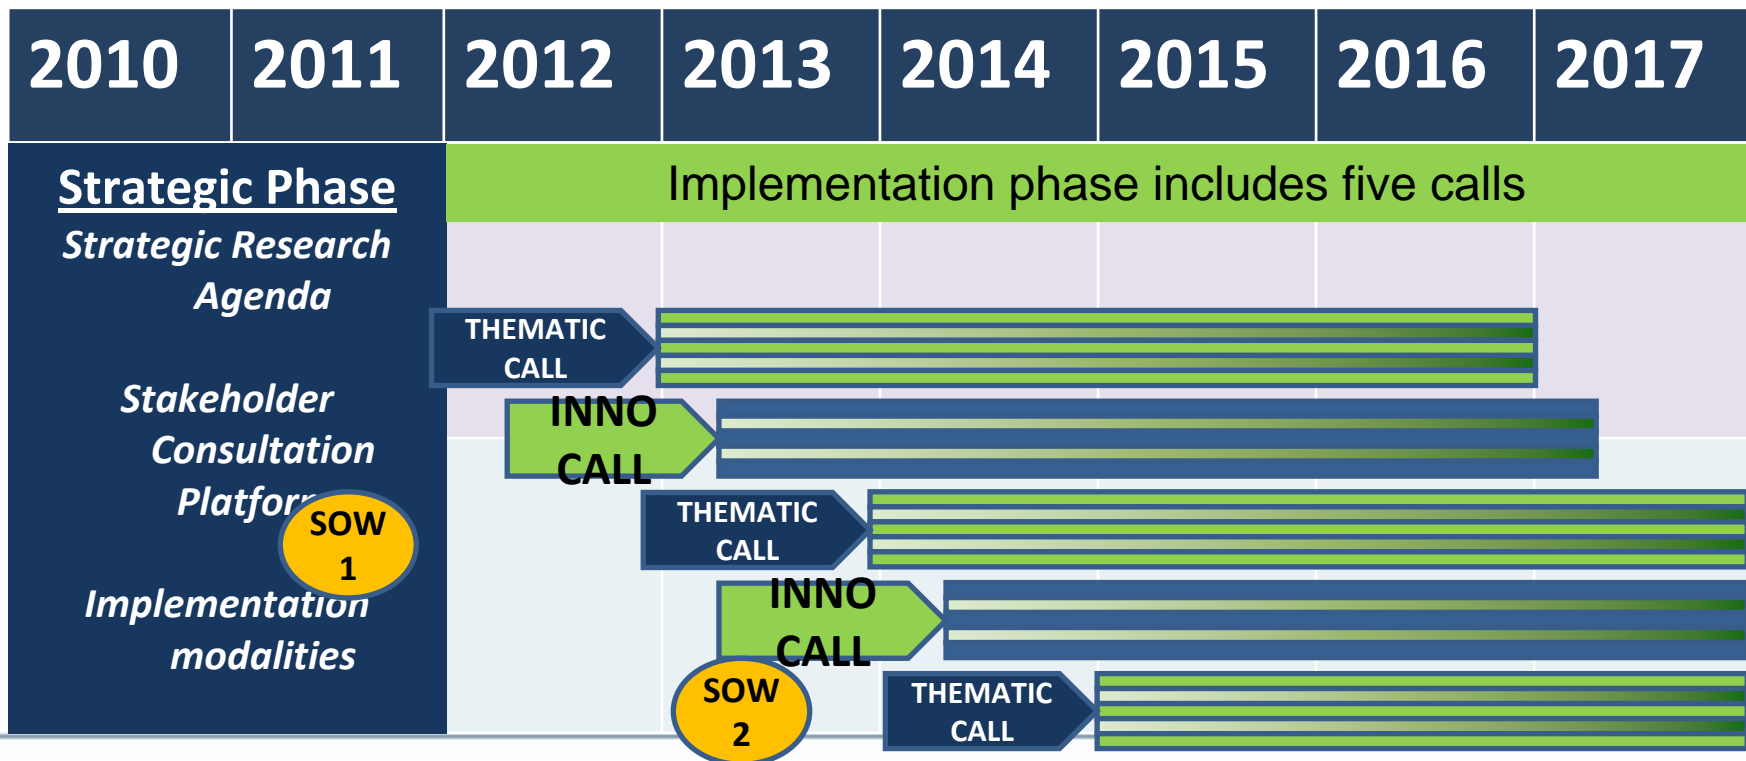 2010 2011 2012 2013 2014 2015 2016 2017
Strategic Phase
Strategic Research
Agenda
Stakeholder
Consultation
Platform
SOW
1
Implementation
modalities
Implementation phase includes five calls
THEMATIC
CALL
INNO
CALL
THEMATIC
CALL
INNO
CALL
SOW
2
THEMATIC
CALL